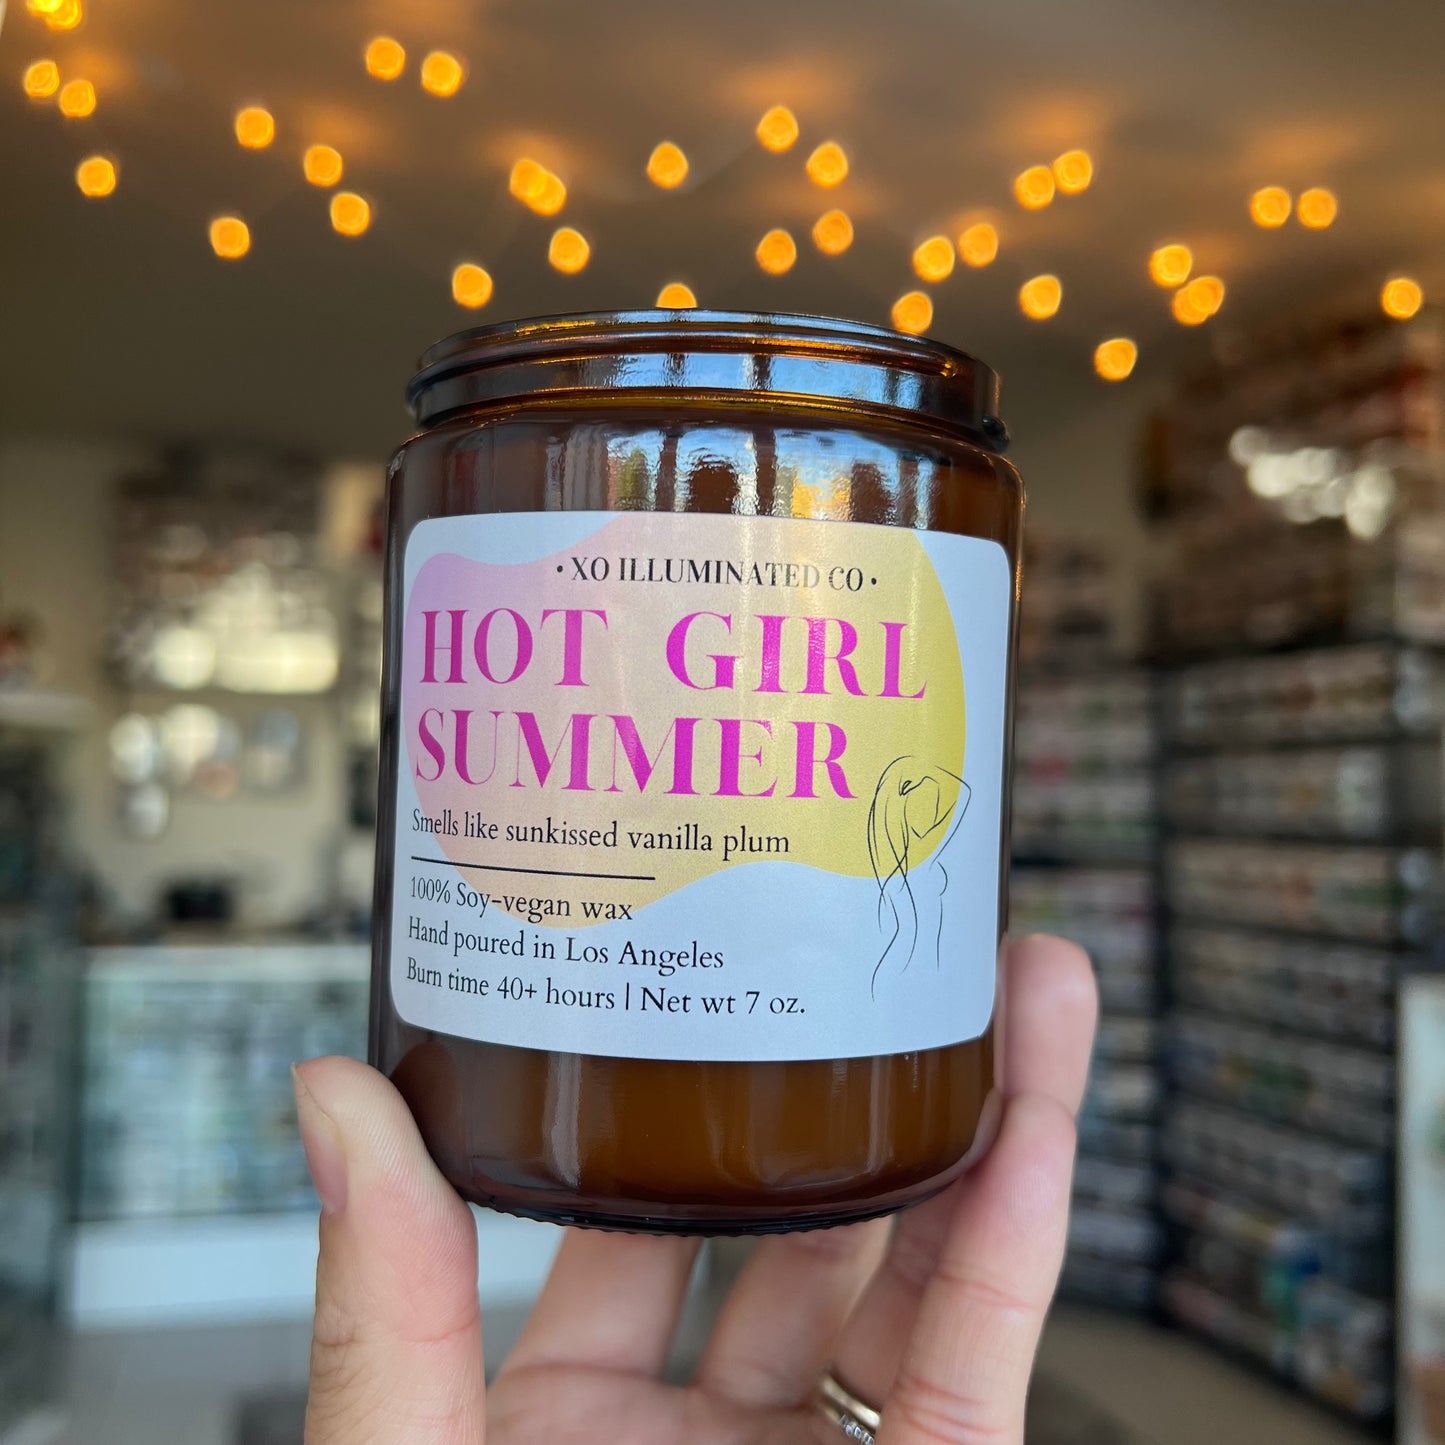 • XO ILLUMINATED CO •
HOT GIRL
SUMMER
Smells like sunkissed vanilla plum
100% Soy-vegan wax
Hand poured in Los Angeles
Burn time 40+ hours | Net wt 7 oz.